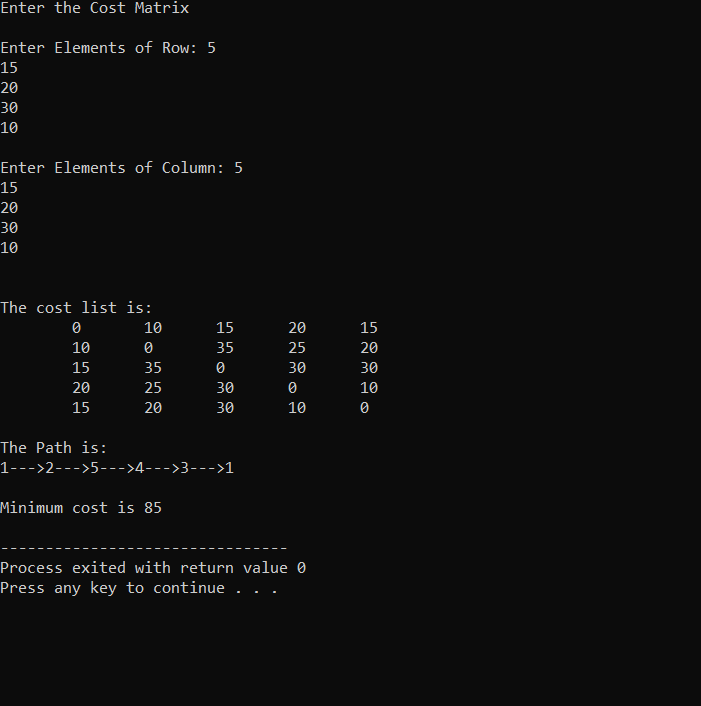 Enter the Cost Matrix
Enter Elements of Row: 5
15
20
30
10
Enter Elements of Column: 5
15
20
30
10
The cost list is:
0 10 15 20 15
10 0 35 25 20
15 35 0 30 30
20 25 30 0 10
15 20 30 10 0
The Path is:
1--->2--->5--->4--->3--->1
Minimum cost is 85
--------------------------------
Process exited with return value 0
Press any key to continue . . .